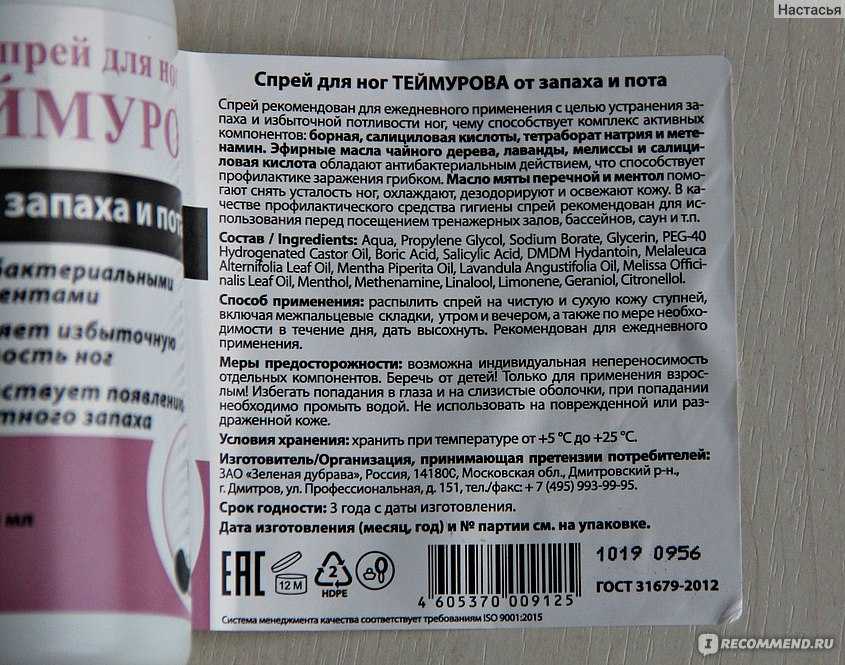 Настасья
спрей для но
ЙМУРО
запаха и пот
бактериальными
ентами
яет избыточную
ость ног
ствует появлению
тного запаха
мл
Спрей для ног ТЕЙМУРОВА от запаха и пота
Спрей рекомендован для ежедневного применения с целью устранения за-
паха и избыточной потливости ног, чему способствует комплекс активных
компонентов: борная, салициловая кислоты, тетраборат натрия и мете-
намин. Эфирные масла чайного дерева, лаванды, мелиссы и салици-
ловая кислота обладают антибактериальным действием, что способствует
профилактике заражения грибком. Масло мяты перечной и ментол помо-
гают снять усталость ног, охлаждают, дезодорируют и освежают кожу. В ка-
честве профилактического средства гигиены спрей рекомендован для ис-
пользования перед посещением тренажерных залов, бассейнов, саун и т.п.
Состав / Ingredients: Aqua, Propylene Glycol, Sodium Borate, Glycerin, PEG-40
Hydrogenated Castor Oil, Boric Acid, Salicylic Acid, DMDM Hydantoin, Melaleuca
Alternifolia Leaf Oil, Mentha Piperita Oil, Lavandula Angustifolia Oil, Melissa Offici-
nalis Leaf Oil, Menthol, Methenamine, Linalool, Limonene, Geraniol, Citronellol.
Способ применения: распылить спрей на чистую и сухую кожу ступней,
включая межпальцевые складки, утром и вечером, а также по мере необхо-
димости в течение дня, дать высохнуть. Рекомендован для ежедневного
применения.
Меры предосторожности: возможна индивидуальная непереносимость
отдельных компонентов. Беречь от детей! Только для применения взрос-
лым! Избегать попадания в глаза и на слизистые оболочки, при попадании
необходимо промыть водой. Не использовать на поврежденной или раз-
драженной коже.
Условия хранения: хранить при температуре от +5 °C до +25 °C.
Изготовитель/Организация, принимающая претензии потребителей:
ЗАО «Зеленая дубрава», Россия, 141800, Московская обл., Дмитровский р-н.,
г. Дмитров, ул. Профессиональная, д. 151, тел./факс: + 7 (495) 993-99-95.
Срок годности: 3 года с даты изготовления.
Дата изготовления (месяц, год) и № партии см. на упаковке.
EAC
12 M
2
HDPE
4 605370 009125
1019 0956
ГОСТ 31679-2012
Система менеджмента качества соответствует требованиям ISO 9001:2015
IRECOMMEND.RU